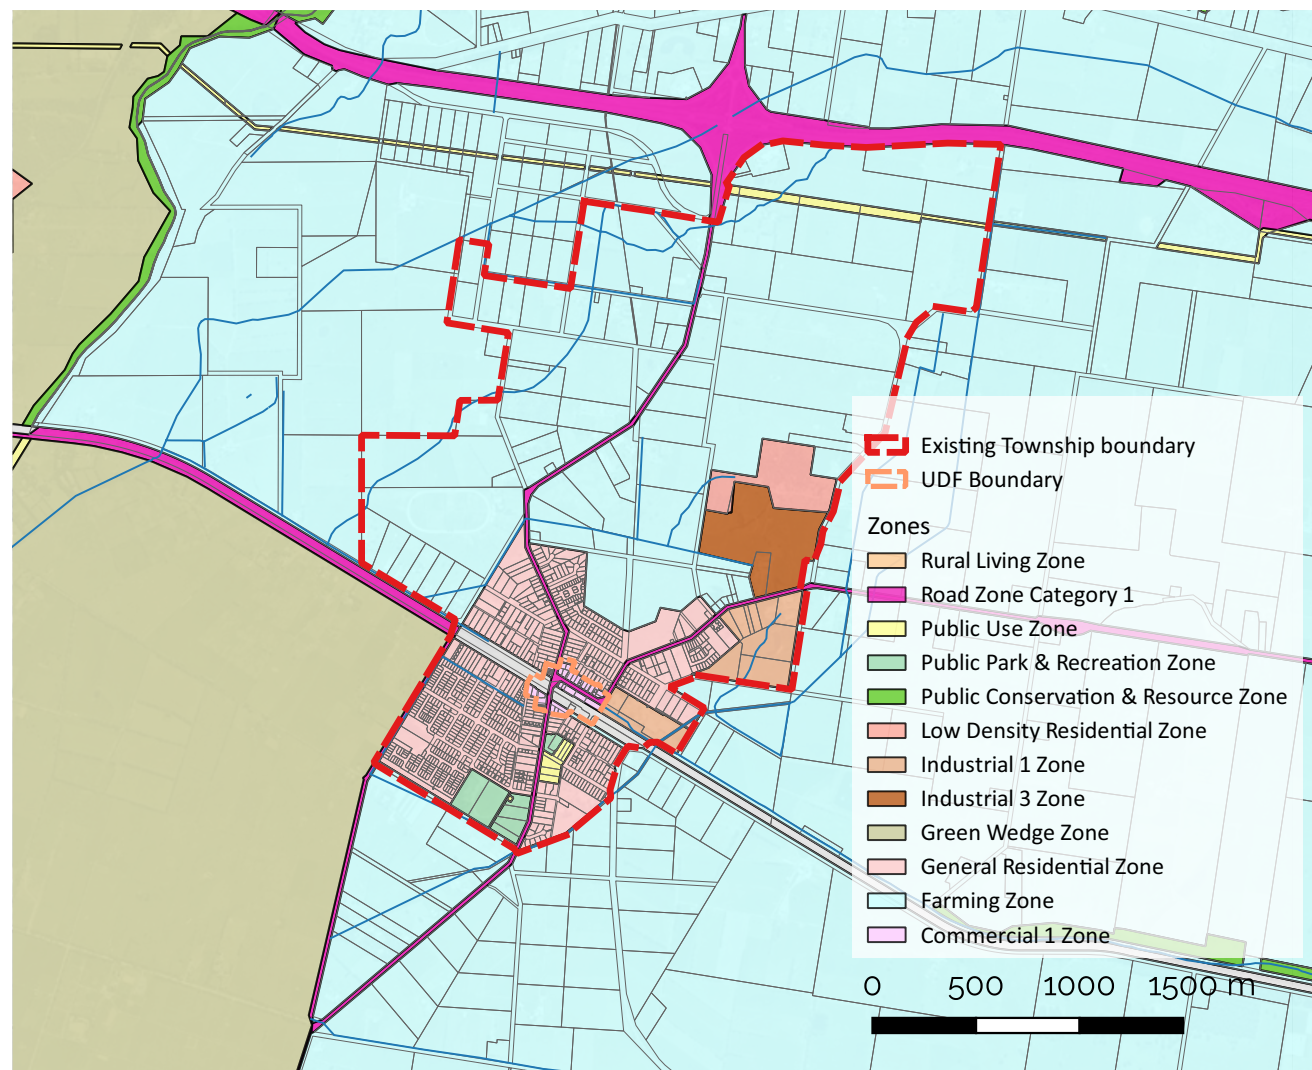 Existing Township boundary
UDF Boundary
Zones
Rural Living Zone
Road Zone Category 1
Public Use Zone
Public Park & Recreation Zone
Public Conservation & Resource Zone
Low Density Residential Zone
Industrial 1 Zone
Industrial 3 Zone
Green Wedge Zone
General Residential Zone
Farming Zone
Commercial 1 Zone
0 500 1000 1500 m